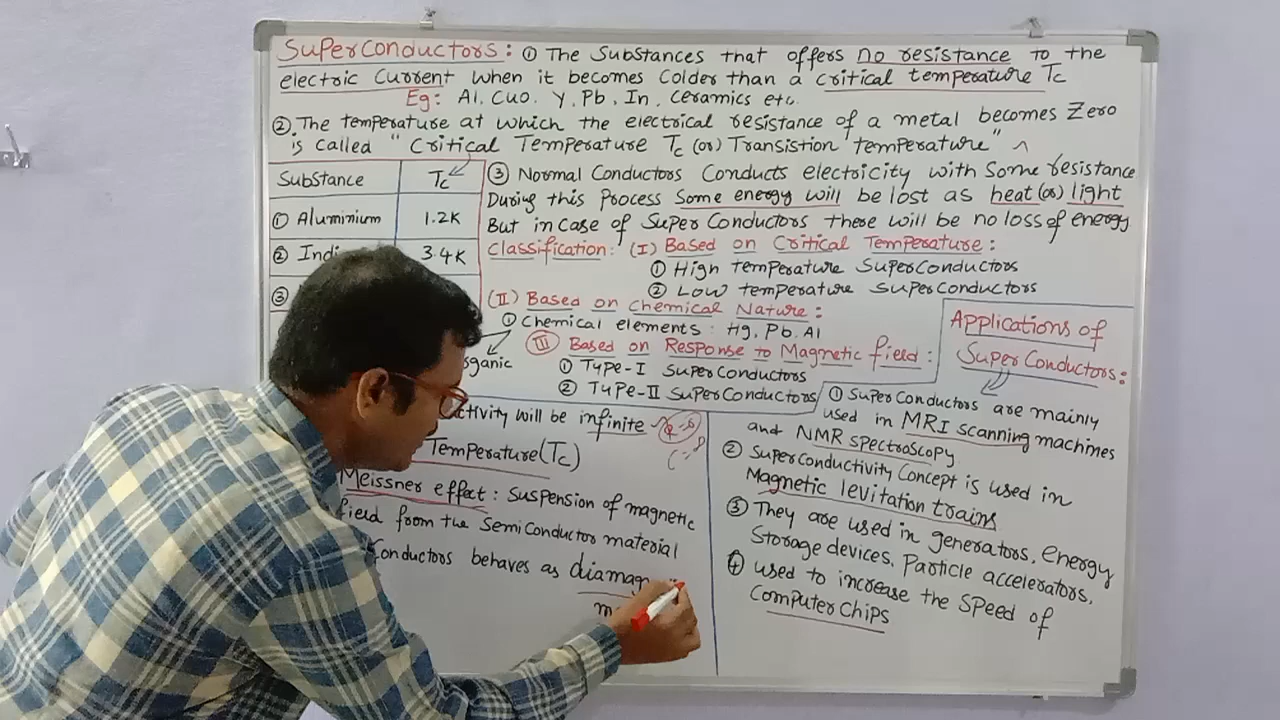 SuperConductors: ① The Substances that offers no resistance to the
electric Current when it becomes Colder than a critical temperature Tc
Eg: Al, CuO, Y, Pb, In, Ceramics etc.
② The temperature at which the electrical resistance of a metal becomes Zero
is called "Critical Temperature Tc (or) Transistion temperature"
Substance Tc
① Aluminium 1.2K
② Indi 3.4K
③
③ Normal Conductors Conducts electricity with Some resistance
During this Process Some energy will be lost as heat (or) light
But in case of Super Conductors there will be no loss of energy
Classification: (I) Based on Critical Temperature:
① High temperature SuperConductors
② Low temperature SuperConductors
(II) Based on Chemical Nature:
① Chemical elements: Hg, Pb, Al
rganic
(III) Based on Response to Magnetic field:
① Type-I SuperConductors
② Type-II SuperConductors
ctivity will be infinite
Temperature (Tc)
Meissner effect: Suspension of magnetic
field from the SemiConductor material
Conductors behaves as diamag
m
Applications of
Super Conductors:
① SuperConductors are mainly
used in MRI scanning machines
and NMR spectroscopy
② SuperConductivity Concept is used in
Magnetic levitation trains
③ They are used in generators, energy
Storage devices, Particle accelerators.
④ used to increase the Speed of
Computer Chips